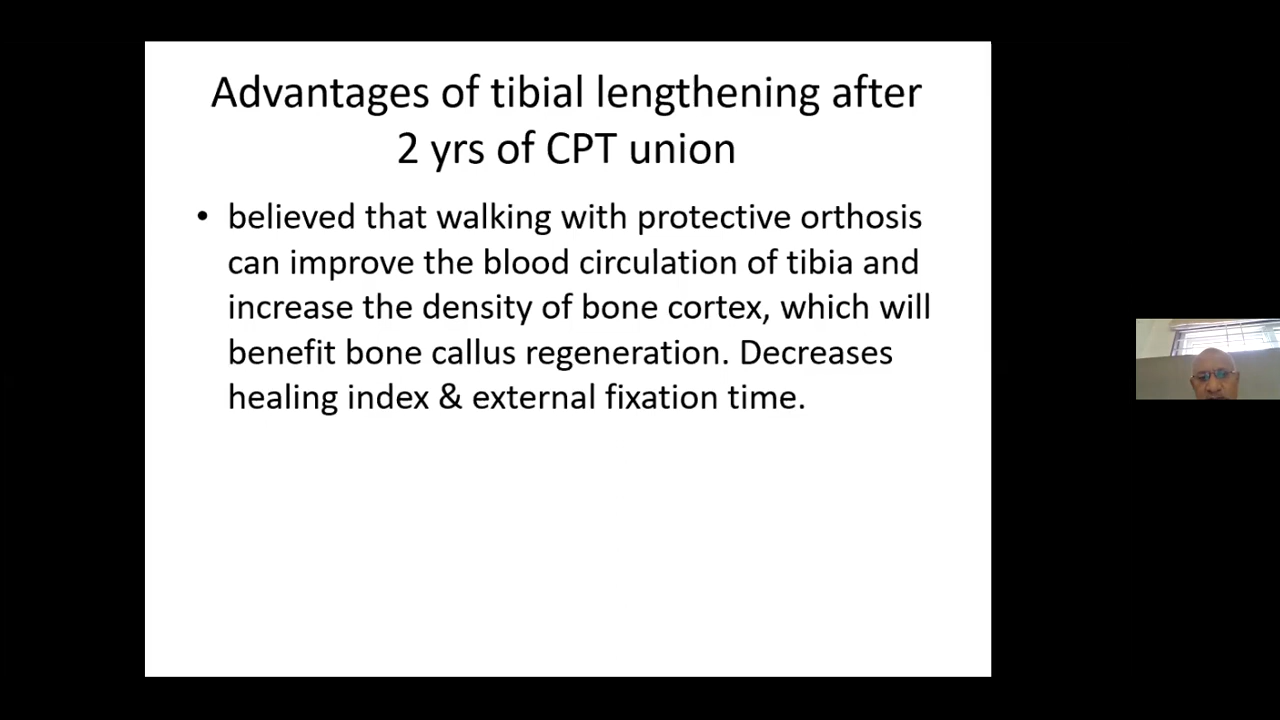 Advantages of tibial lengthening after
2 yrs of CPT union
• believed that walking with protective orthosis
can improve the blood circulation of tibia and
increase the density of bone cortex, which will
benefit bone callus regeneration. Decreases
healing index & external fixation time.